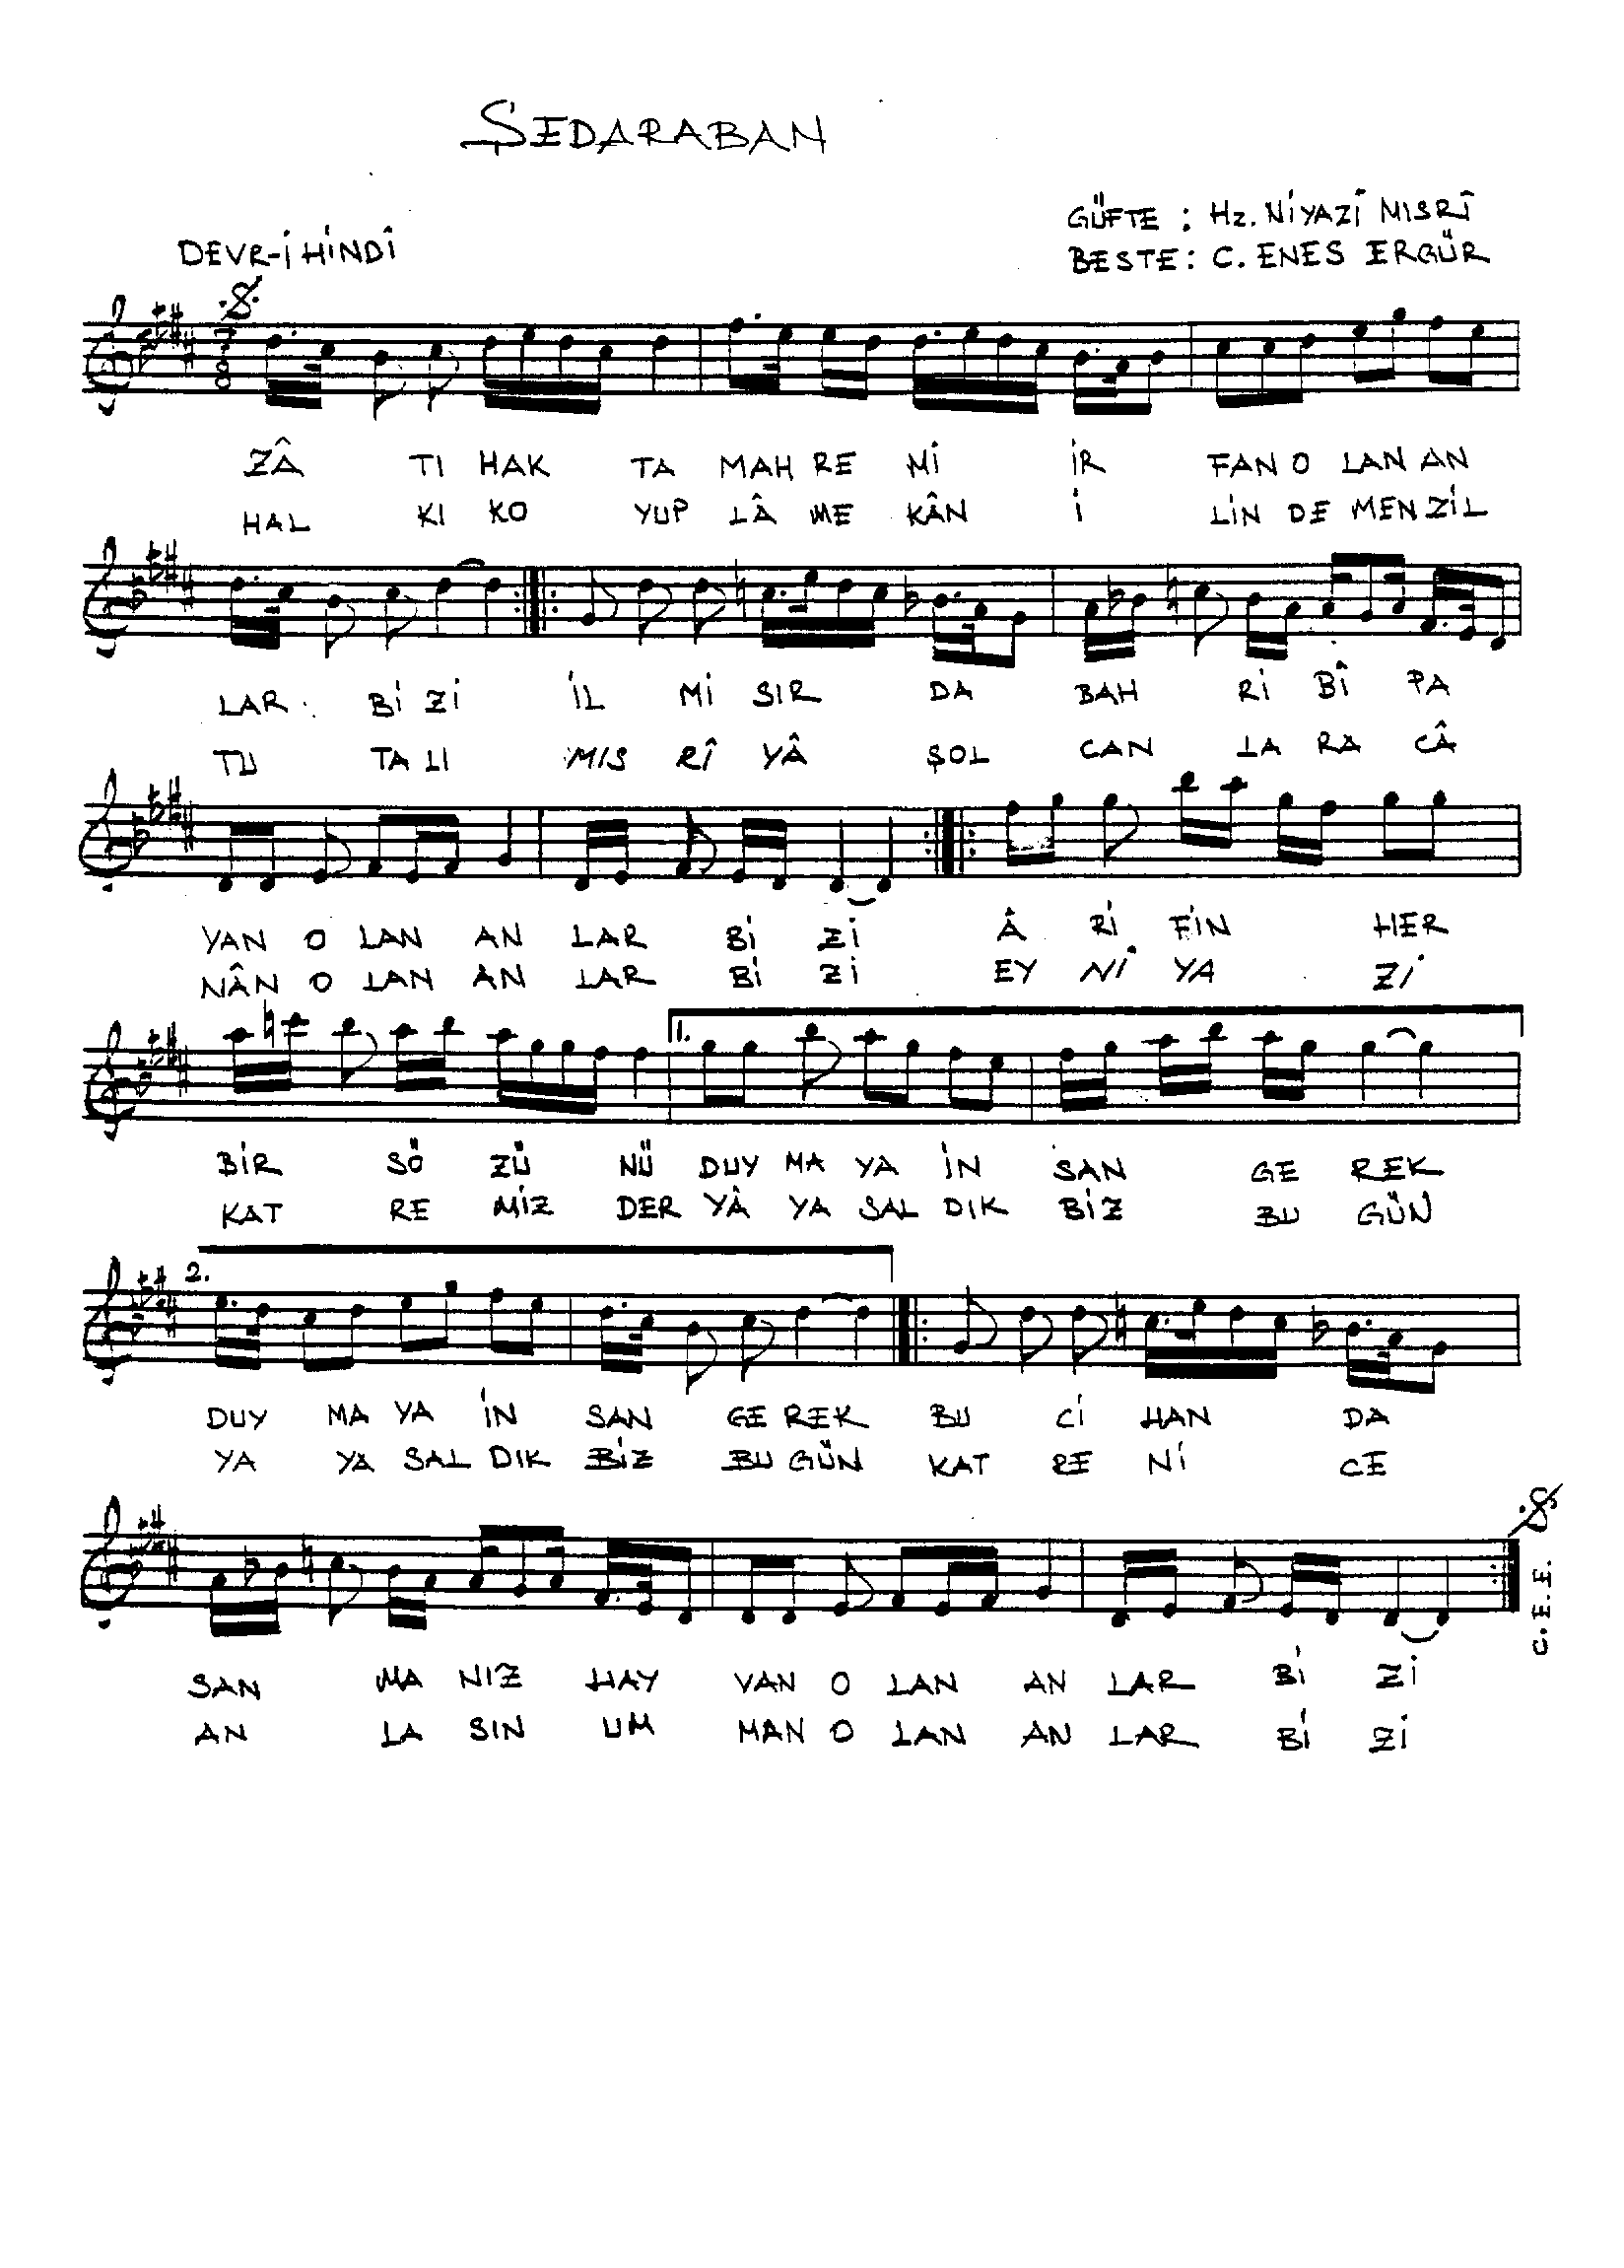 ŞEDARABAN
GÜFTE : Hz. NİYAZİ MISRÎ
DEVR-İ HİNDÎ
BESTE : C. ENES ERGÜR
7
8
ZÂ TI HAK TA MAH RE Mİ İR FAN O LAN AN
HAL KI KO YUP LÂ ME KÂN İ LİN DE MEN ZİL
LAR Bİ Zİ İL Mİ SIR DA BAH Rİ BÎ PA
TU TA LI MIS RÎ YÂ ŞOL CAN LA RA CÂ
YAN O LAN AN LAR Bİ Zİ Â Rİ FİN HER
NÂN O LAN AN LAR Bİ Zİ EY Nİ YA Zİ
1.
BİR SÖ ZÜ NÜ DUY MA YA İN SAN GE REK
KAT RE MİZ DER YÂ YA SAL DIK BİZ BU GÜN
2.
DUY MA YA İN SAN GE REK BU Cİ HAN DA
YA YA SAL DIK BİZ BU GÜN KAT RE Nİ CE
C.E.E.
SAN MA NIZ HAY VAN O LAN AN LAR Bİ Zİ
AN LA SIN UM MAN O LAN AN LAR Bİ Zİ